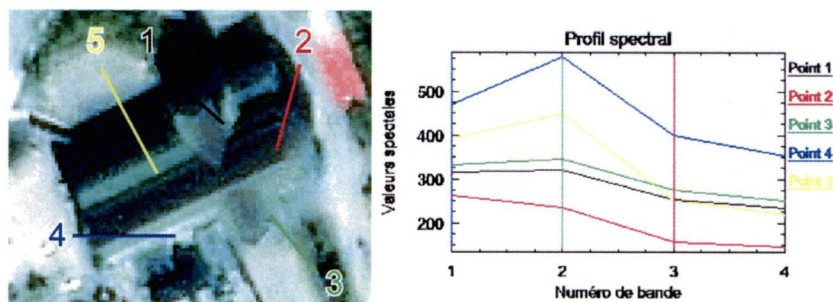 5 1 2
4 3
Profil spectral
Valeurs spectales
500
400
300
200
1 2 3 4
Numéro de bande
Point 1
Point 2
Point 3
Point 4
Point 5